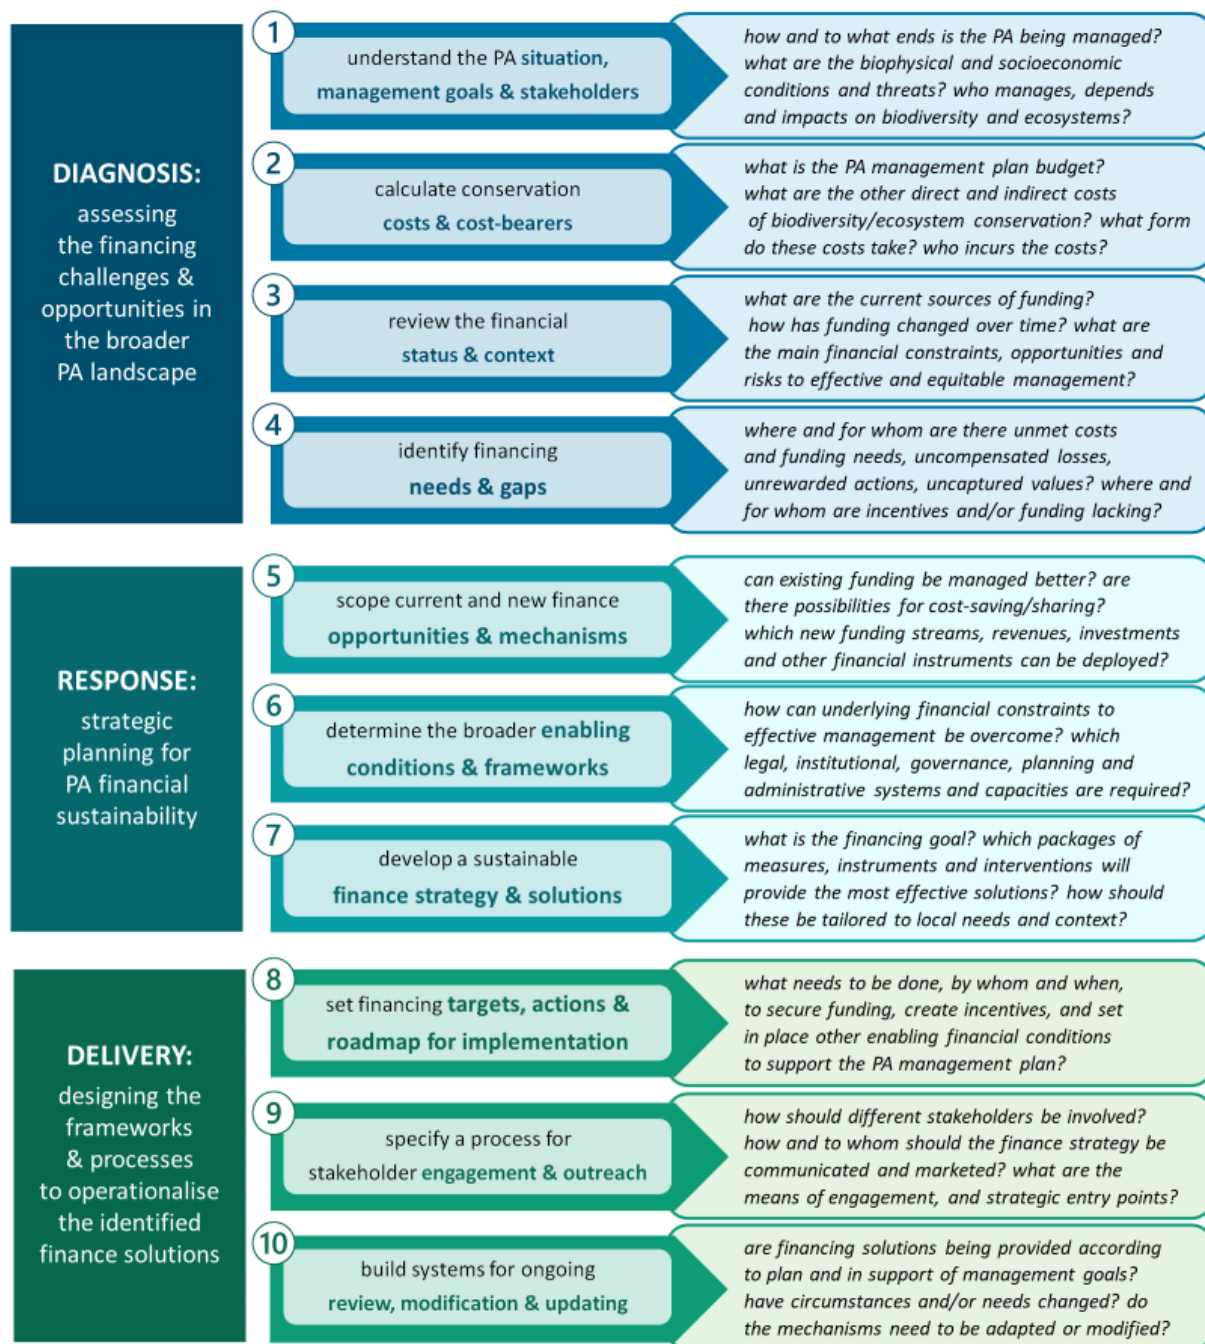 DIAGNOSIS:
assessing
the financing
challenges &
opportunities in
the broader
PA landscape
1
understand the PA situation,
management goals & stakeholders
how and to what ends is the PA being managed?
what are the biophysical and socioeconomic
conditions and threats? who manages, depends
and impacts on biodiversity and ecosystems?
2
calculate conservation
costs & cost-bearers
what is the PA management plan budget?
what are the other direct and indirect costs
of biodiversity/ecosystem conservation? what form
do these costs take? who incurs the costs?
3
review the financial
status & context
what are the current sources of funding?
how has funding changed over time? what are
the main financial constraints, opportunities and
risks to effective and equitable management?
4
identify financing
needs & gaps
where and for whom are there unmet costs
and funding needs, uncompensated losses,
unrewarded actions, uncaptured values? where and
for whom are incentives and/or funding lacking?
RESPONSE:
strategic
planning for
PA financial
sustainability
5
scope current and new finance
opportunities & mechanisms
can existing funding be managed better? are
there possibilities for cost-saving/sharing?
which new funding streams, revenues, investments
and other financial instruments can be deployed?
6
determine the broader enabling
conditions & frameworks
how can underlying financial constraints to
effective management be overcome? which
legal, institutional, governance, planning and
administrative systems and capacities are required?
7
develop a sustainable
finance strategy & solutions
what is the financing goal? which packages of
measures, instruments and interventions will
provide the most effective solutions? how should
these be tailored to local needs and context?
DELIVERY:
designing the
frameworks
& processes
to operationalise
the identified
finance solutions
8
set financing targets, actions &
roadmap for implementation
what needs to be done, by whom and when,
to secure funding, create incentives, and set
in place other enabling financial conditions
to support the PA management plan?
9
specify a process for
stakeholder engagement & outreach
how should different stakeholders be involved?
how and to whom should the finance strategy be
communicated and marketed? what are the
means of engagement, and strategic entry points?
10
build systems for ongoing
review, modification & updating
are financing solutions being provided according
to plan and in support of management goals?
have circumstances and/or needs changed? do
the mechanisms need to be adapted or modified?